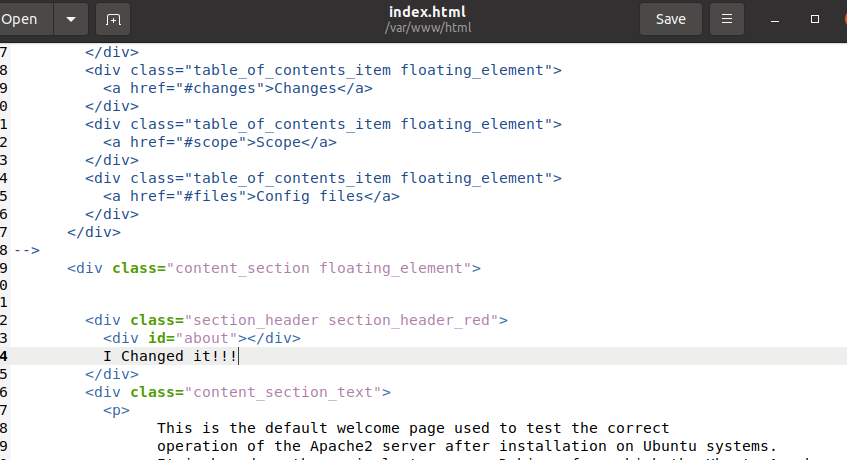 Open
index.html
/var/www/html
Save
7 </div>
8 <div class="table_of_contents_item floating_element">
9 <a href="#changes">Changes</a>
0 </div>
1 <div class="table_of_contents_item floating_element">
2 <a href="#scope">Scope</a>
3 </div>
4 <div class="table_of_contents_item floating_element">
5 <a href="#files">Config files</a>
6 </div>
7 </div>
8 -->
9 <div class="content_section floating_element">
0
1
2 <div class="section_header section_header_red">
3 <div id="about"></div>
4 I Changed it!!!
5 </div>
6 <div class="content_section_text">
7 <p>
8 This is the default welcome page used to test the correct
9 operation of the Apache2 server after installation on Ubuntu systems.